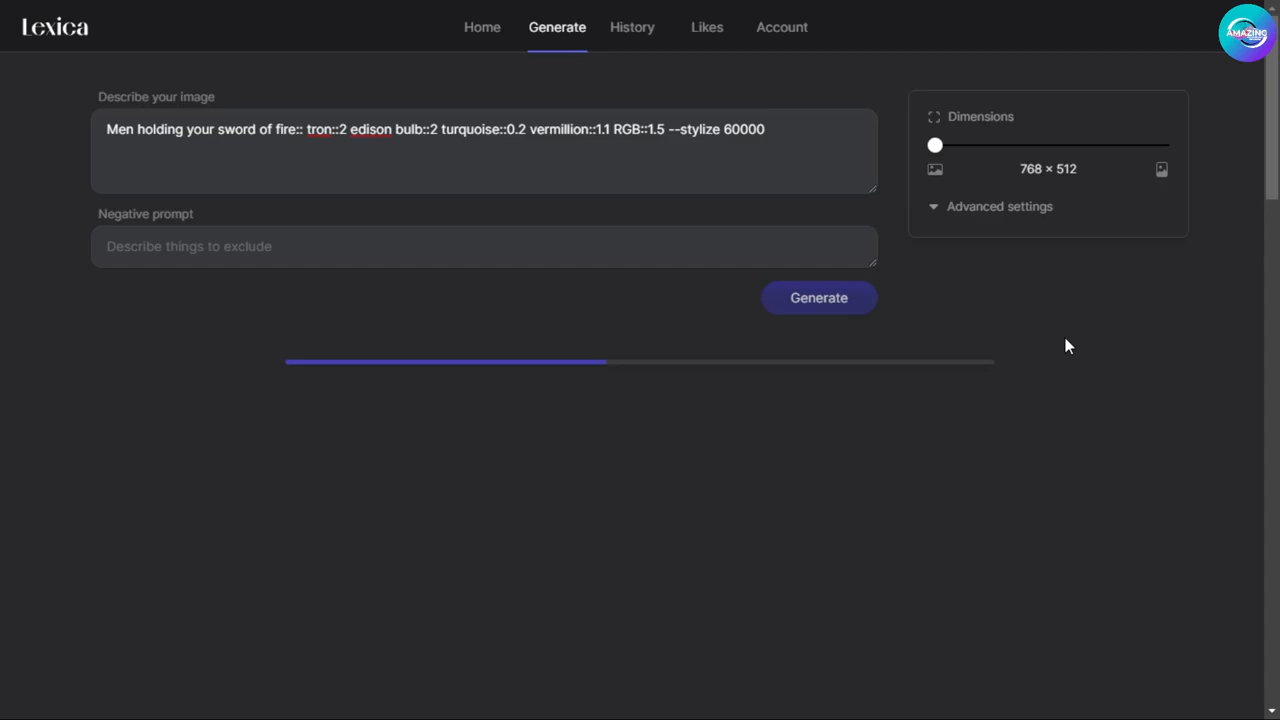 Lexica
Home Generate History Likes Account
AMAZING
Describe your image
Men holding your sword of fire:: tron::2 edison bulb::2 turquoise::0.2 vermillion::1.1 RGB::1.5 --stylize 60000
Negative prompt
Describe things to exclude
Generate
Dimensions
768 × 512
Advanced settings